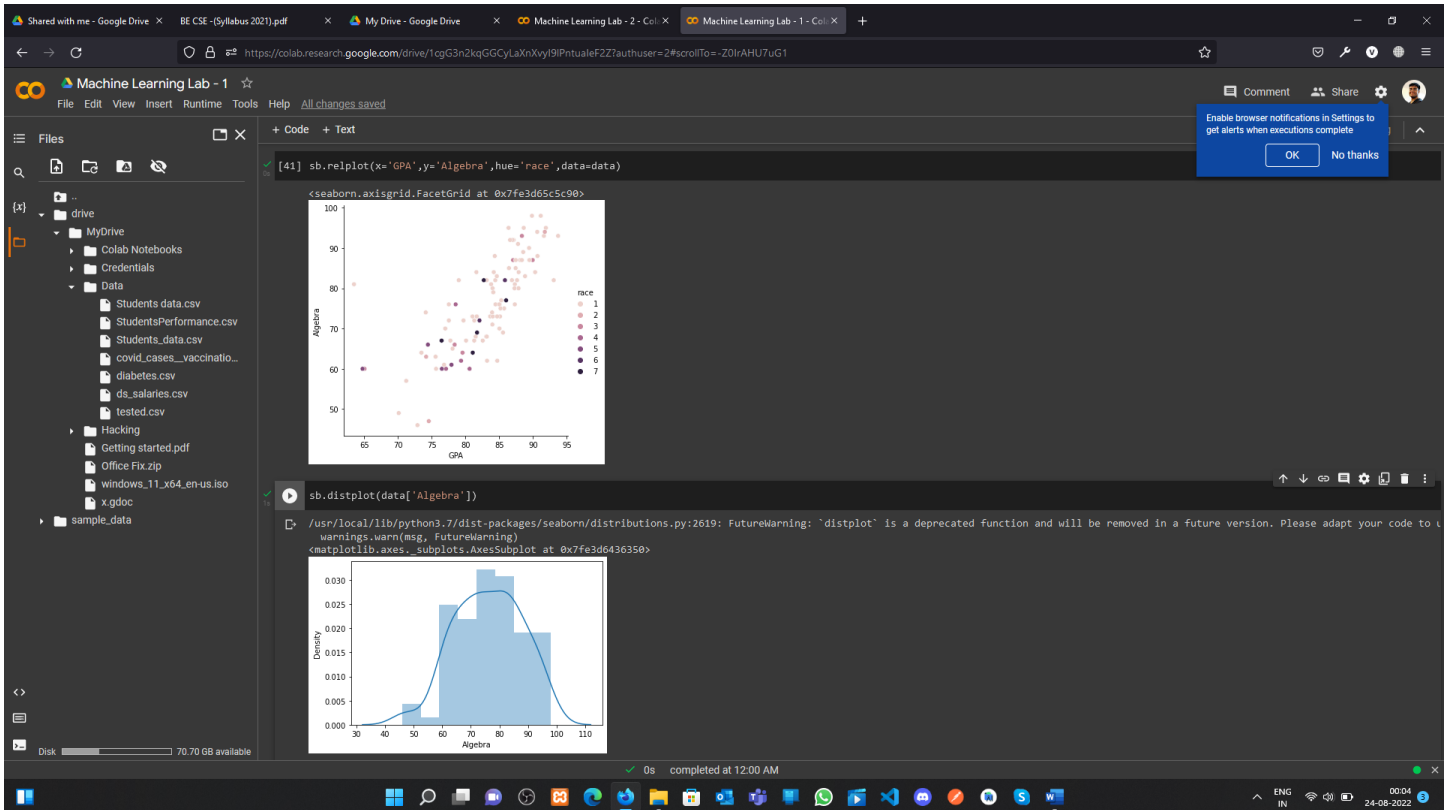 Shared with me - Google Drive
BE CSE -(Syllabus 2021).pdf
My Drive - Google Drive
Machine Learning Lab - 2 - Col
Machine Learning Lab - 1 - Col
https://colab.research.google.com/drive/1cgG3n2kqGGCyLaXnXvyI9IPntualeF2Z?authuser=2#scrollTo=-Z0IrAHU7uG1
Machine Learning Lab - 1
File Edit View Insert Runtime Tools Help All changes saved
Comment Share
Enable browser notifications in Settings to
get alerts when executions complete
OK No thanks
Files
+ Code + Text
{x}
..
drive
MyDrive
Colab Notebooks
Credentials
Data
Students data.csv
StudentsPerformance.csv
Students_data.csv
covid_cases__vaccinatio...
diabetes.csv
ds_salaries.csv
tested.csv
Hacking
Getting started.pdf
Office Fix.zip
windows_11_x64_en-us.iso
x.gdoc
sample_data
Disk 70.70 GB available
0s
[41] sb.relplot(x='GPA',y='Algebra',hue='race',data=data)
<seaborn.axisgrid.FacetGrid at 0x7fe3d65c5c90>
100
90
80
70
60
50
Algebra
65 70 75 80 85 90 95
GPA
race
1
2
3
4
5
6
7
1s
sb.distplot(data['Algebra'])
/usr/local/lib/python3.7/dist-packages/seaborn/distributions.py:2619: FutureWarning: `distplot` is a deprecated function and will be removed in a future version. Please adapt your code to u
warnings.warn(msg, FutureWarning)
<matplotlib.axes._subplots.AxesSubplot at 0x7fe3d6436350>
0.030
0.025
0.020
0.015
0.010
0.005
0.000
Density
30 40 50 60 70 80 90 100 110
Algebra
0s completed at 12:00 AM
ENG
IN
00:04
24-08-2022
3